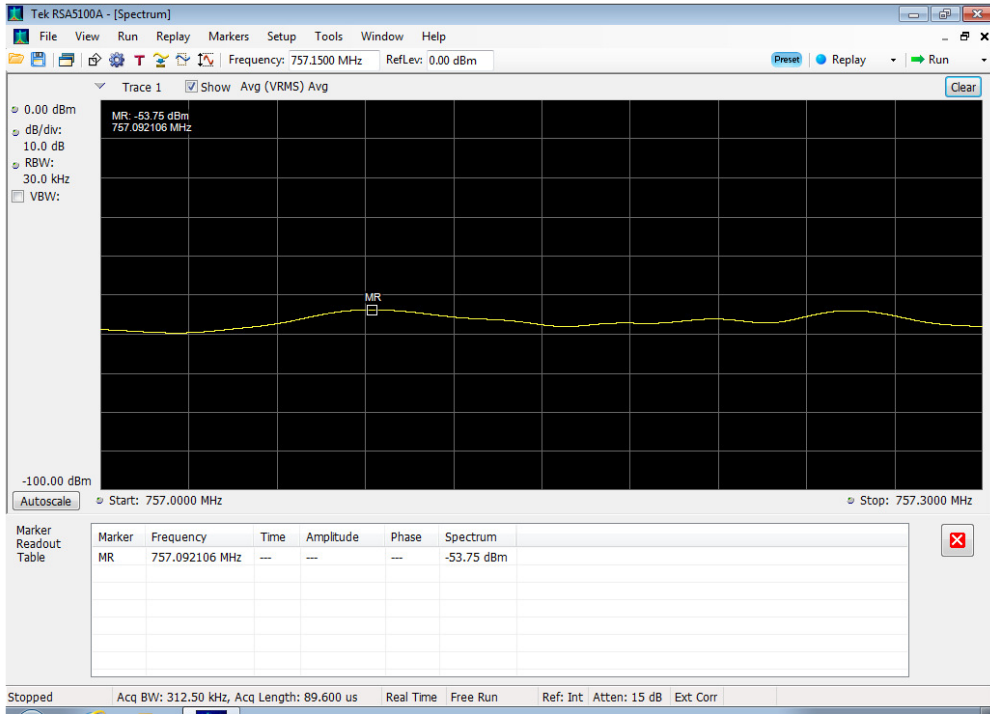 Tek RSA5100A - [Spectrum]
File View Run Replay Markers Setup Tools Window Help
T Frequency: 757.1500 MHz RefLev: 0.00 dBm Preset Replay Run
Trace 1 Show Avg (VRMS) Avg Clear
0.00 dBm
dB/div:
10.0 dB
RBW:
30.0 kHz
VBW:
MR: -53.75 dBm
757.092106 MHz
MR
-100.00 dBm
Autoscale Start: 757.0000 MHz Stop: 757.3000 MHz
Marker
Readout
Table
Marker Frequency Time Amplitude Phase Spectrum
MR 757.092106 MHz --- --- --- -53.75 dBm
Stopped Acq BW: 312.50 kHz, Acq Length: 89.600 us Real Time Free Run Ref: Int Atten: 15 dB Ext Corr